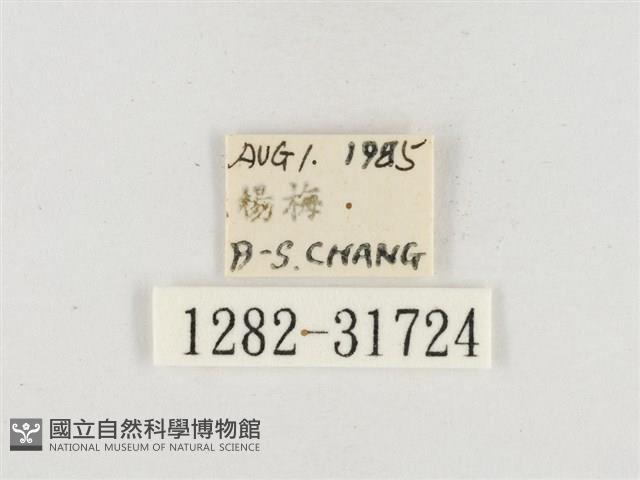 AUG 1. 1985
楊梅
B-S. CHANG
1282-31724
國立自然科學博物館
NATIONAL MUSEUM OF NATURAL SCIENCE